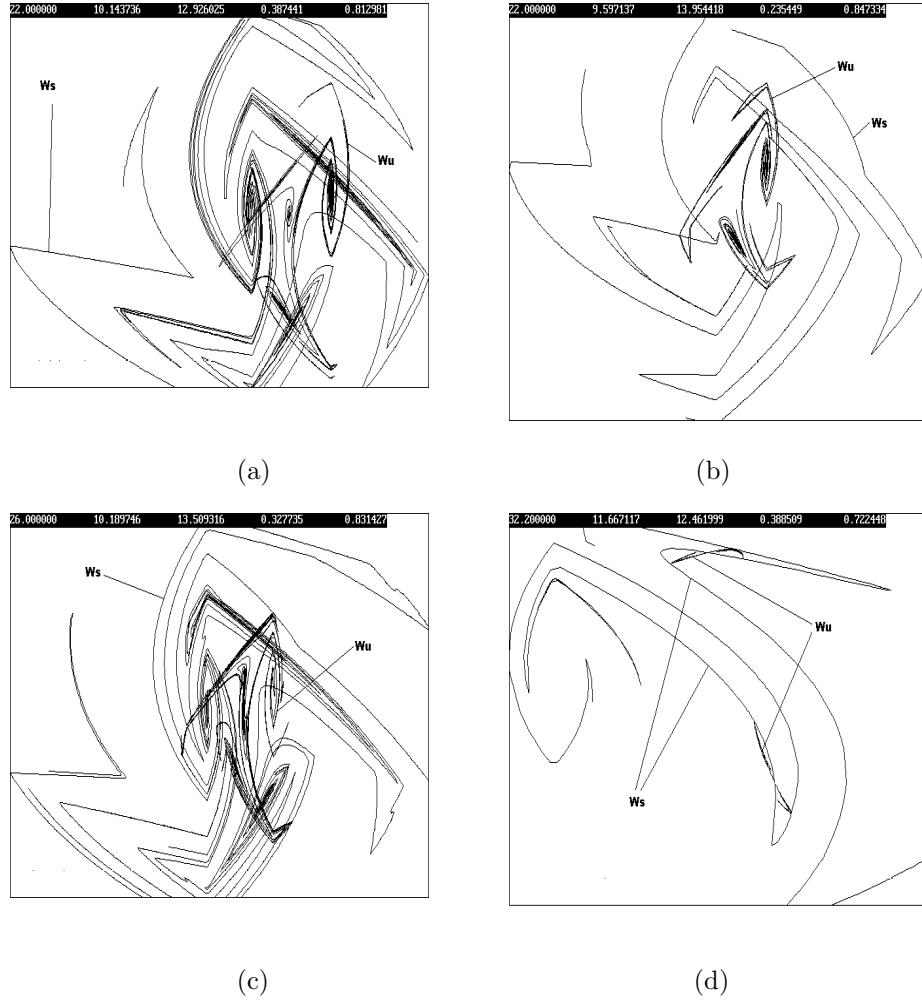 22.000000 10.143736 12.926025 0.387441 0.812981
Ws
Wu
(a)
22.000000 9.597137 13.954418 0.235449 0.847334
Wu
Ws
(b)
26.000000 10.189746 13.509316 0.327735 0.831427
Ws
Wu
(c)
32.200000 11.667117 12.461999 0.388509 0.722448
Wu
Ws
(d)